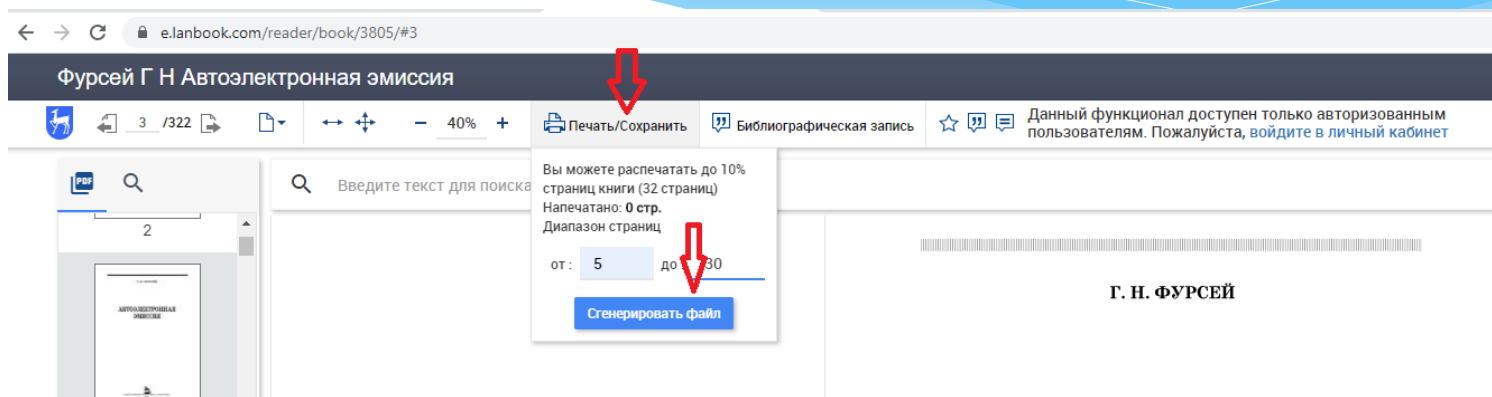 e.lanbook.com/reader/book/3805/#3
Фурсей Г Н Автоэлектронная эмиссия
3 /322
40%
Печать/Сохранить
Библиографическая запись
Данный функционал доступен только авторизованным
пользователям. Пожалуйста, войдите в личный кабинет
PDF
Введите текст для поиска
Вы можете распечатать до 10%
страниц книги (32 страниц)
Напечатано: 0 стр.
Диапазон страниц
от: 5 до 30
Сгенерировать файл
2
АВТОЭЛЕКТРОННАЯ
ЭМИССИЯ
Г. Н. ФУРСЕЙ